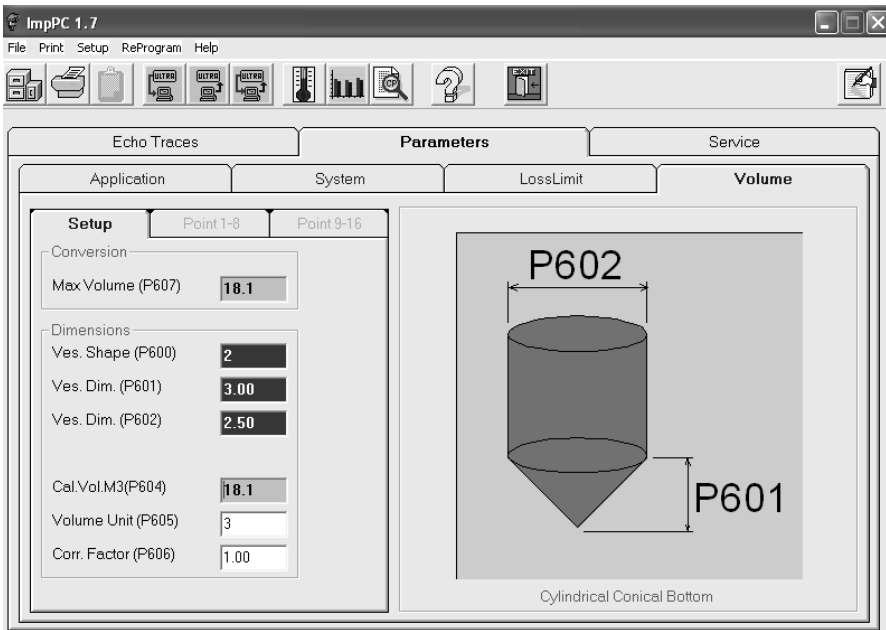 ImpPC 1.7
File Print Setup ReProgram Help
ULTRA ULTRA ULTRA CP EXIT
Echo Traces Parameters Service
Application System LossLimit Volume
Setup Point 1-8 Point 9-16
Conversion
Max Volume (P607) 18.1
Dimensions
Ves. Shape (P600) 2
Ves. Dim. (P601) 3.00
Ves. Dim. (P602) 2.50
Cal.Vol.M3(P604) 18.1
Volume Unit (P605) 3
Corr. Factor (P606) 1.00
P602
P601
Cylindrical Conical Bottom